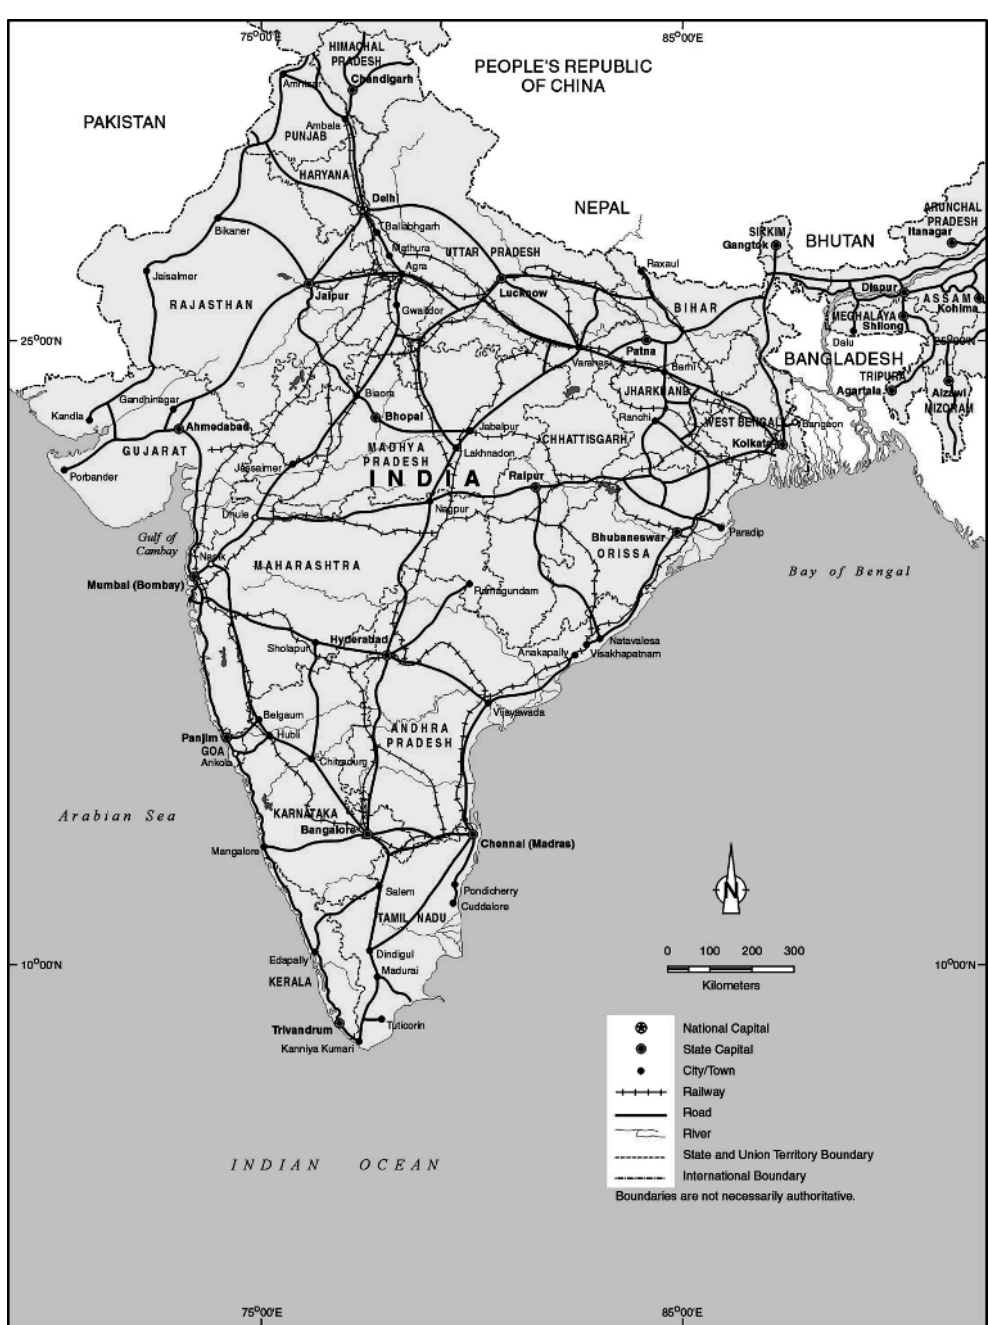 75°00'E
85°00'E
HIMACHAL
PRADESH
PEOPLE'S REPUBLIC
OF CHINA
Amritsar
Chandigarh
PAKISTAN
Ambala
PUNJAB
HARYANA
Delhi
NEPAL
ARUNCHAL
PRADESH
Itanagar
Bikaner
Ballabhgarh
SIKKIM
Gangtok
BHUTAN
Mathura
UTTAR PRADESH
Jaisalmer
Agra
Raxaul
RAJASTHAN
Jaipur
Lucknow
Dispur
ASSAM
Kohima
Gwalior
BIHAR
MEGHALAYA
Shillong
25°00'N
Patna
Dalu
25°00'N
Varanasi
Barhi
BANGLADESH
TRIPURA
JHARKHAND
Agartala
Aizawl
MIZORAM
Gandhinagar
Biaora
Kandla
Bhopal
Ranchi
WEST BENGAL
Bangaon
Ahmedabad
Jabalpur
CHHATTISGARH
Kolkata
GUJARAT
MADHYA
PRADESH
Lakhnadon
Jessalmer
INDIA
Porbander
Raipur
Nagpur
Dhule
Paradip
Gulf of
Cambay
Bhubaneswar
ORISSA
Nasik
MAHARASHTRA
Bay of Bengal
Mumbai (Bombay)
Ramagundam
Hyderabad
Sholapur
Natavalesa
Anakapally
Visakhapatnam
Belgaum
Vijayawada
Panjim
Hubli
ANDHRA
PRADESH
GOA
Ankola
Chitradurg
Arabian Sea
KARNATAKA
Bangalore
Chennai (Madras)
Mangalore
Salem
Pondicherry
N
Cuddalore
TAMIL NADU
Edapally
Dindigul
0 100 200 300
10°00'N
Madurai
10°00'N
KERALA
Kilometers
Trivandrum
Tuticorin
Kanniya Kumari
National Capital
State Capital
City/Town
Railway
Road
River
State and Union Territory Boundary
International Boundary
Boundaries are not necessarily authoritative.
INDIAN OCEAN
75°00'E
85°00'E